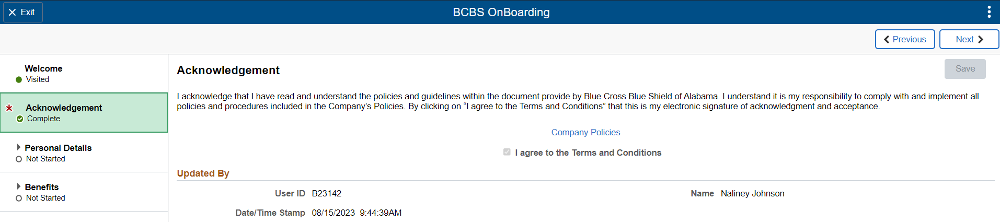 Exit
BCBS OnBoarding
Previous
Next
Welcome
Visited
Acknowledgement
Complete
Personal Details
Not Started
Benefits
Not Started
Acknowledgement
Save
I acknowledge that I have read and understand the policies and guidelines within the document provide by Blue Cross Blue Shield of Alabama. I understand it is my responsibility to comply with and implement all
policies and procedures included in the Company’s Policies. By clicking on “I agree to the Terms and Conditions” that this is my electronic signature of acknowledgment and acceptance.
Company Policies
I agree to the Terms and Conditions
Updated By
User ID B23142
Name Naliney Johnson
Date/Time Stamp 08/15/2023 9:44:39AM